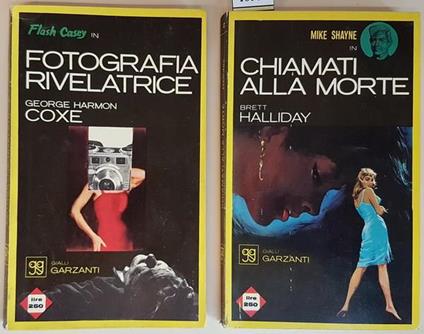 Flash Casey IN
FOTOGRAFIA
RIVELATRICE
GEORGE HARMON
COXE
gg
GIALLI
GARZANTI
lire
250
MIKE SHAYNE
IN
CHIAMATI
ALLA MORTE
BRETT
HALLIDAY
gg
GIALLI
GARZANTI
lire
250